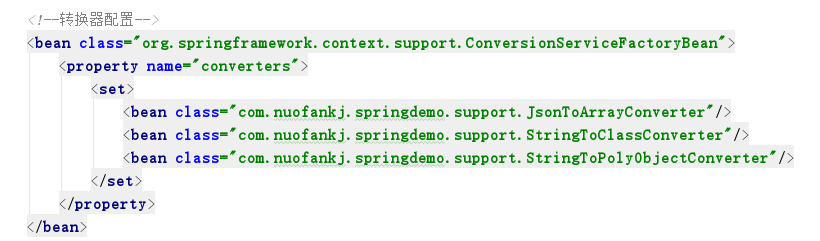 <!--转换器配置-->
<bean class="org.springframework.context.support.ConversionServiceFactoryBean">
<property name="converters">
<set>
<bean class="com.nuofankj.springdemo.support.JsonToArrayConverter"/>
<bean class="com.nuofankj.springdemo.support.StringToClassConverter"/>
<bean class="com.nuofankj.springdemo.support.StringToPolyObjectConverter"/>
</set>
</property>
</bean>